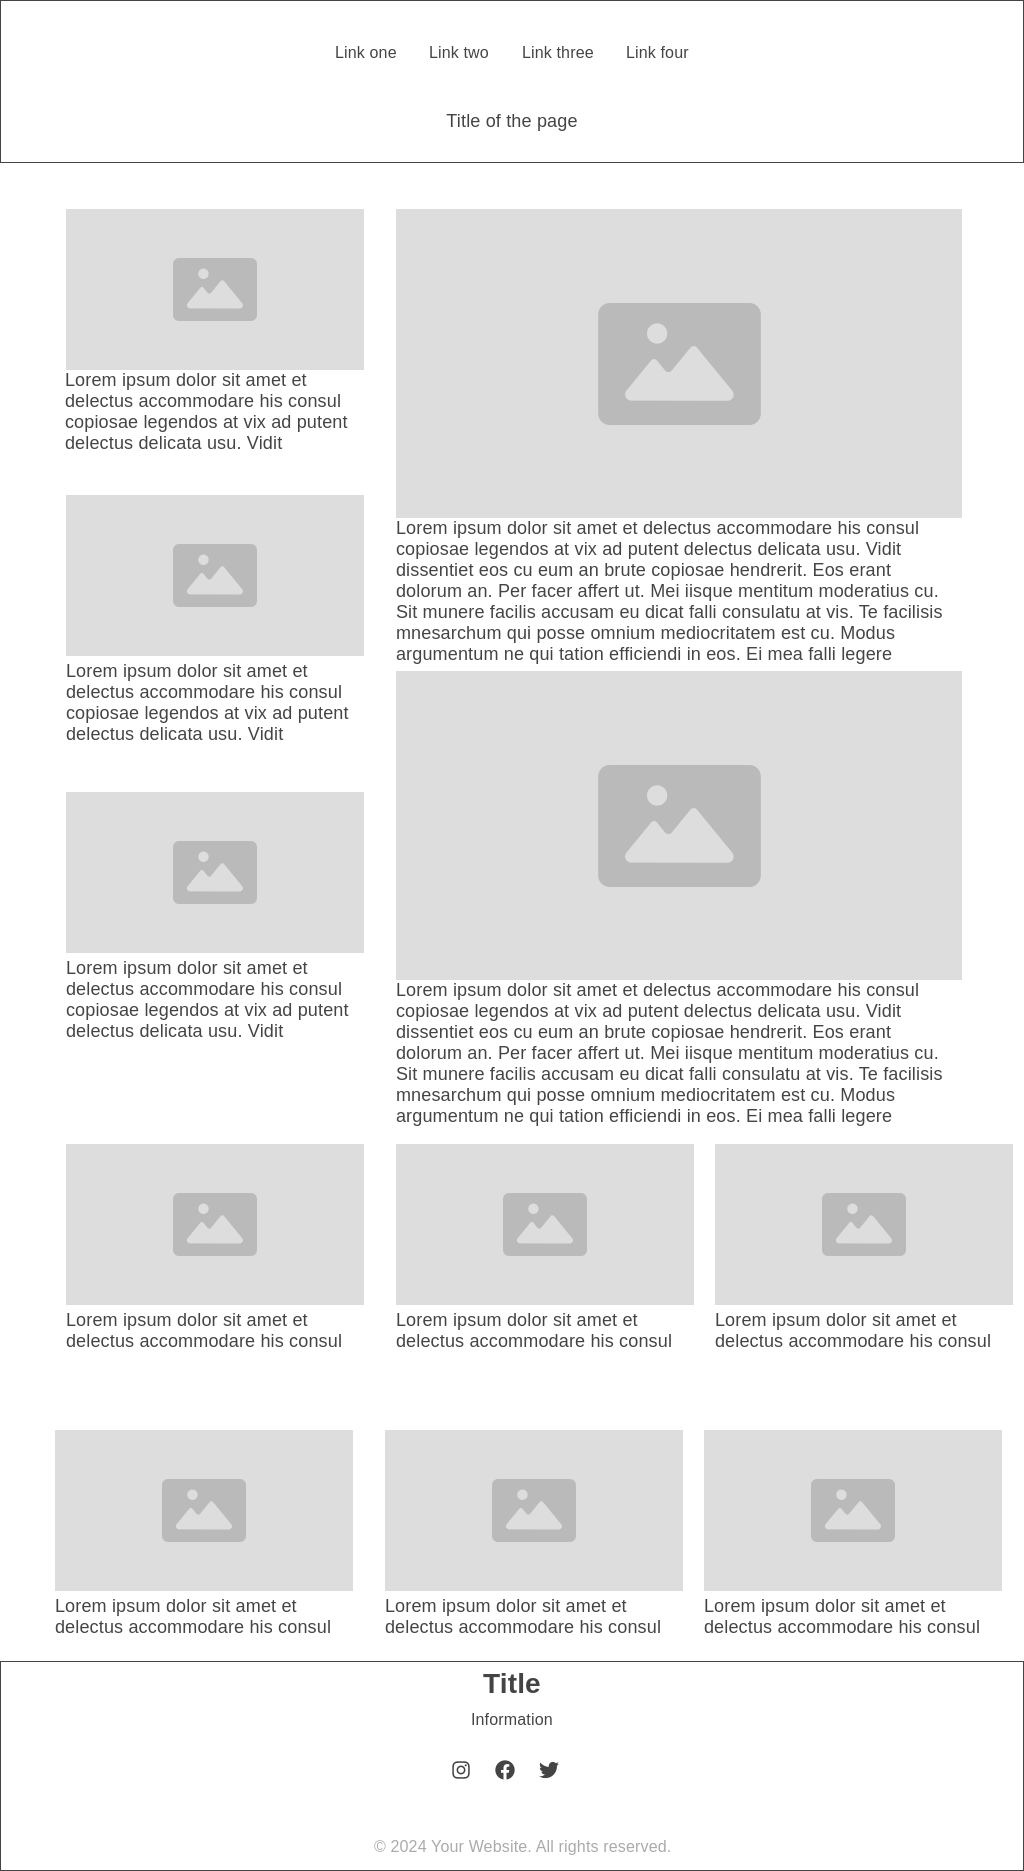 Link one Link two Link three Link four
Title of the page
Lorem ipsum dolor sit amet et
delectus accommodare his consul
copiosae legendos at vix ad putent
delectus delicata usu. Vidit
Lorem ipsum dolor sit amet et
delectus accommodare his consul
copiosae legendos at vix ad putent
delectus delicata usu. Vidit
Lorem ipsum dolor sit amet et
delectus accommodare his consul
copiosae legendos at vix ad putent
delectus delicata usu. Vidit
Lorem ipsum dolor sit amet et delectus accommodare his consul
copiosae legendos at vix ad putent delectus delicata usu. Vidit
dissentiet eos cu eum an brute copiosae hendrerit. Eos erant
dolorum an. Per facer affert ut. Mei iisque mentitum moderatius cu.
Sit munere facilis accusam eu dicat falli consulatu at vis. Te facilisis
mnesarchum qui posse omnium mediocritatem est cu. Modus
argumentum ne qui tation efficiendi in eos. Ei mea falli legere
Lorem ipsum dolor sit amet et delectus accommodare his consul
copiosae legendos at vix ad putent delectus delicata usu. Vidit
dissentiet eos cu eum an brute copiosae hendrerit. Eos erant
dolorum an. Per facer affert ut. Mei iisque mentitum moderatius cu.
Sit munere facilis accusam eu dicat falli consulatu at vis. Te facilisis
mnesarchum qui posse omnium mediocritatem est cu. Modus
argumentum ne qui tation efficiendi in eos. Ei mea falli legere
Lorem ipsum dolor sit amet et
delectus accommodare his consul
Lorem ipsum dolor sit amet et
delectus accommodare his consul
Lorem ipsum dolor sit amet et
delectus accommodare his consul
Lorem ipsum dolor sit amet et
delectus accommodare his consul
Lorem ipsum dolor sit amet et
delectus accommodare his consul
Lorem ipsum dolor sit amet et
delectus accommodare his consul
Title
Information
© 2024 Your Website. All rights reserved.